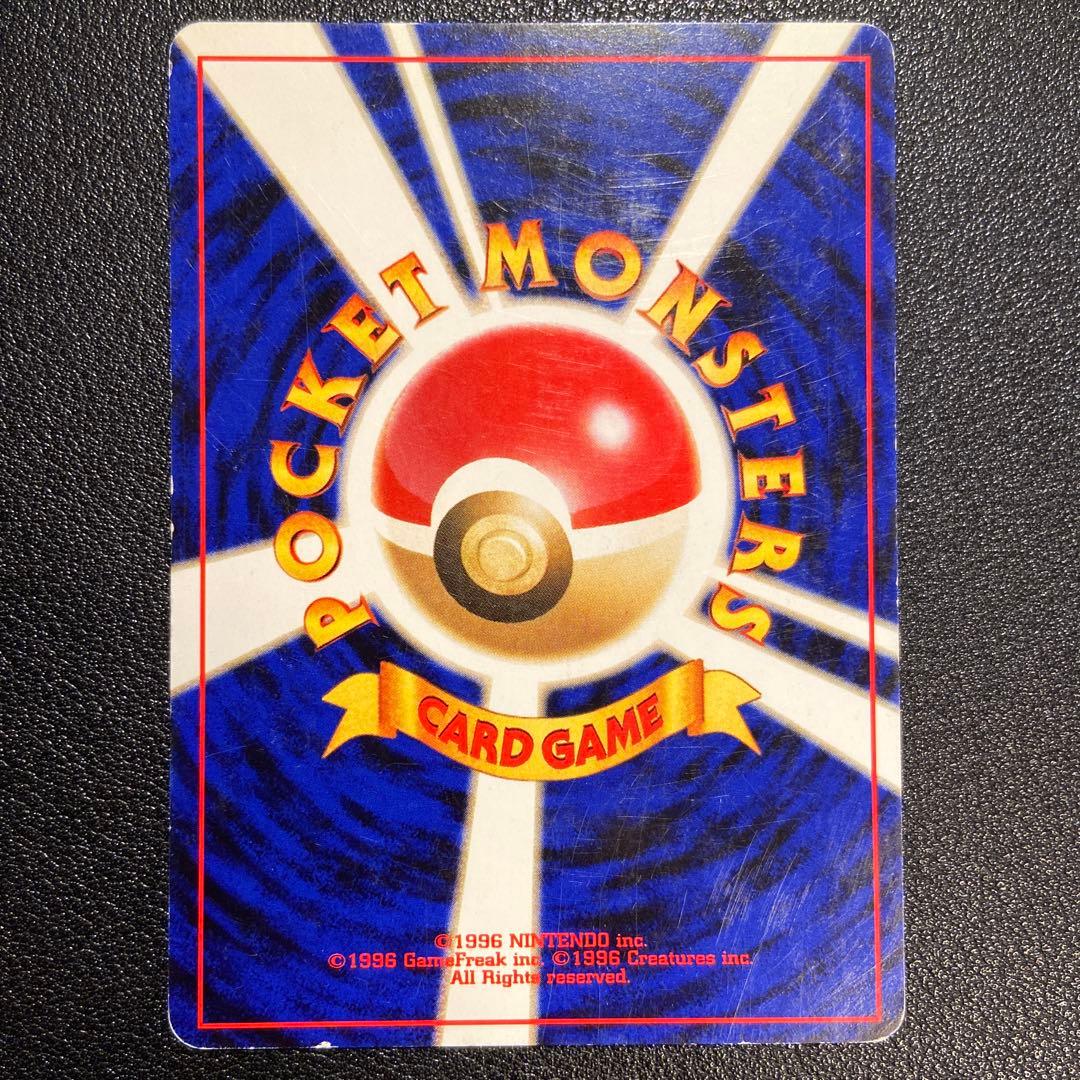 POCKET MONSTERS
CARD GAME
©1996 NINTENDO inc.
©1996 GameFreak inc. ©1996 Creatures inc.
All Rights reserved.